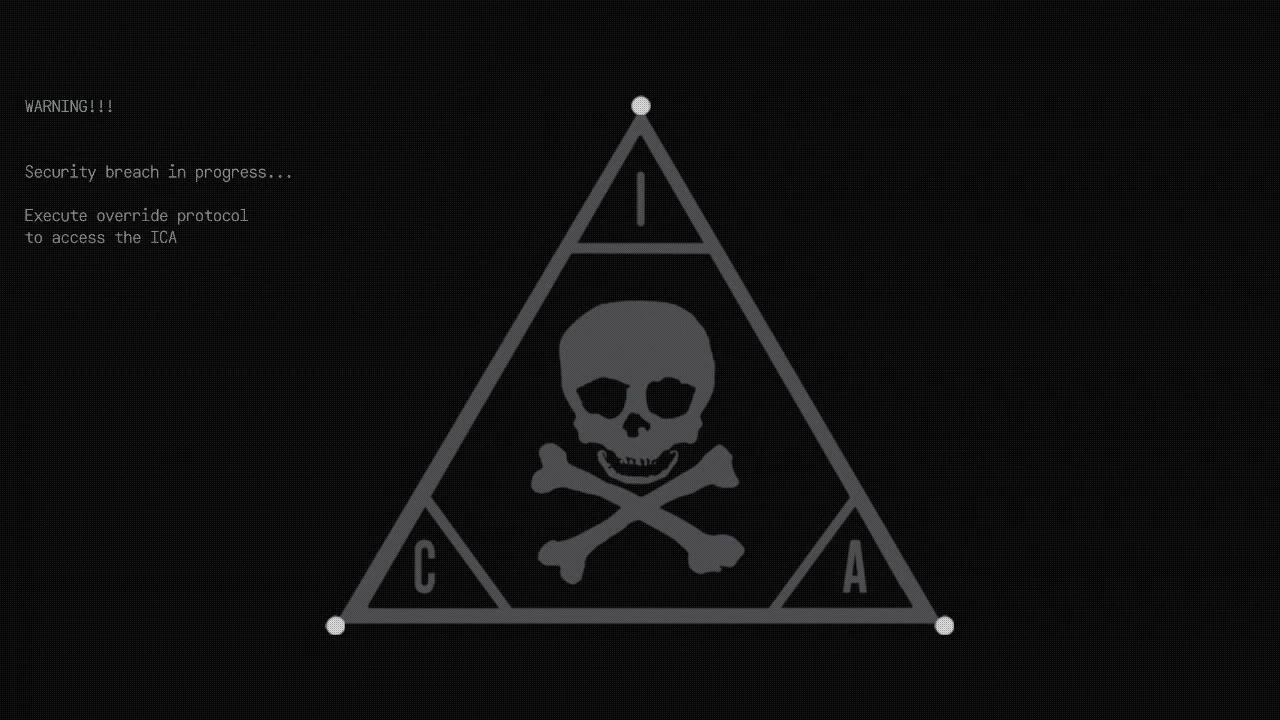 WARNING!!!
Security breach in progress...
Execute override protocol
to access the ICA
I
C
A